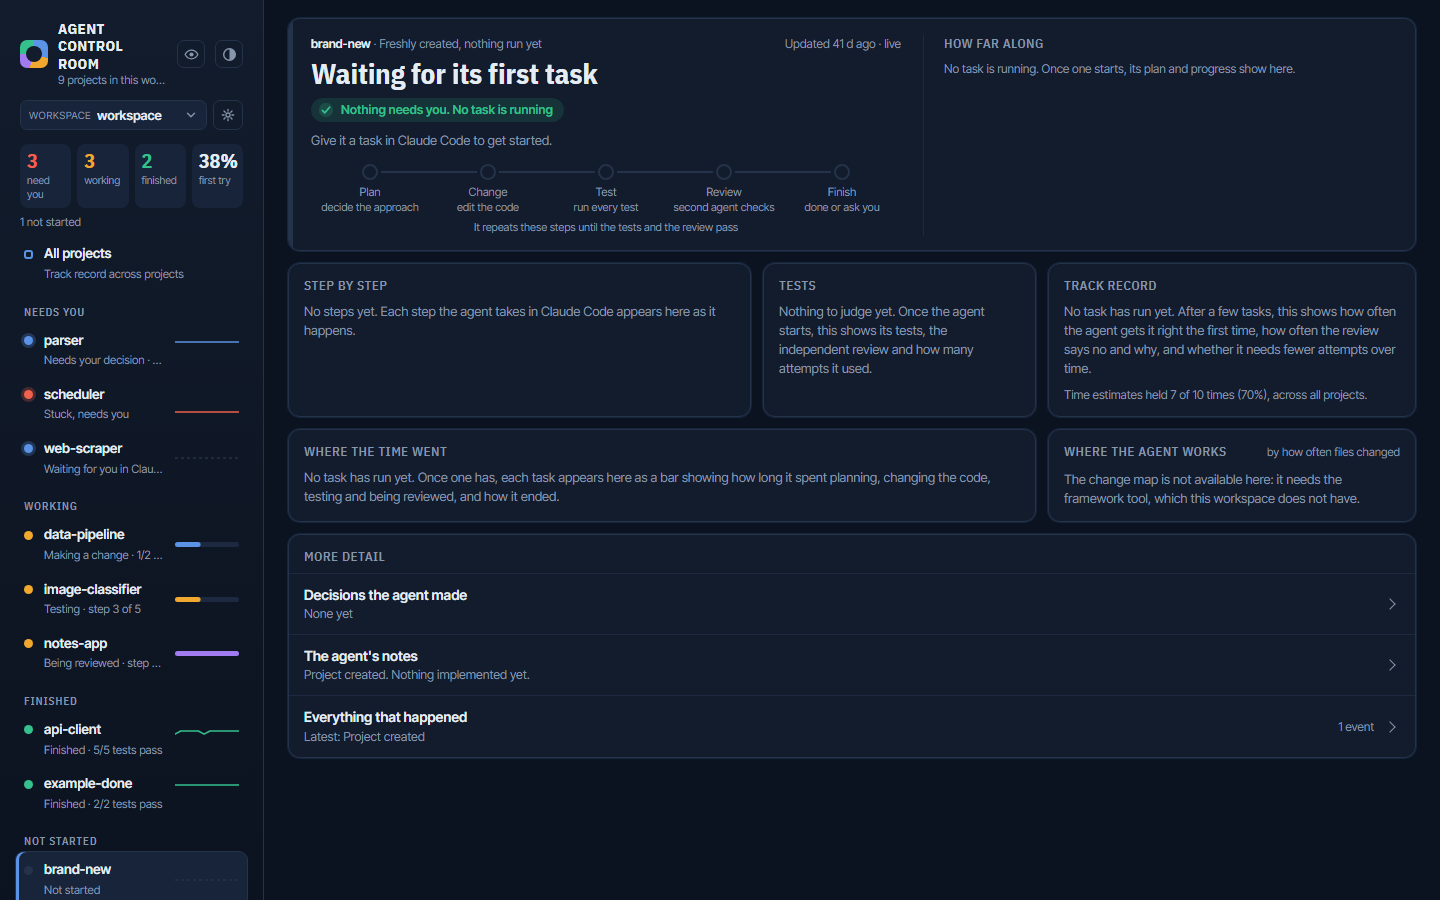 AGENT
CONTROL
ROOM
9 projects in this wo...
WORKSPACE workspace
3 need you
3 working
2 finished
38% first try
1 not started
All projects
Track record across projects
NEEDS YOU
parser
Needs your decision · ...
scheduler
Stuck, needs you
web-scraper
Waiting for you in Clau...
WORKING
data-pipeline
Making a change · 1/2 ...
image-classifier
Testing · step 3 of 5
notes-app
Being reviewed · step ...
FINISHED
api-client
Finished · 5/5 tests pass
example-done
Finished · 2/2 tests pass
NOT STARTED
brand-new
Not started
brand-new · Freshly created, nothing run yet
Updated 41 d ago · live
Waiting for its first task
Nothing needs you. No task is running
Give it a task in Claude Code to get started.
Plan
decide the approach
Change
edit the code
Test
run every test
Review
second agent checks
Finish
done or ask you
It repeats these steps until the tests and the review pass
HOW FAR ALONG
No task is running. Once one starts, its plan and progress show here.
STEP BY STEP
No steps yet. Each step the agent takes in Claude Code appears here as it
happens.
TESTS
Nothing to judge yet. Once the agent
starts, this shows its tests, the
independent review and how many
attempts it used.
TRACK RECORD
No task has run yet. After a few tasks, this shows how often
the agent gets it right the first time, how often the review
says no and why, and whether it needs fewer attempts over
time.
Time estimates held 7 of 10 times (70%), across all projects.
WHERE THE TIME WENT
No task has run yet. Once one has, each task appears here as a bar showing how long it spent planning, changing the code,
testing and being reviewed, and how it ended.
WHERE THE AGENT WORKS
by how often files changed
The change map is not available here: it needs the
framework tool, which this workspace does not have.
MORE DETAIL
Decisions the agent made
None yet
The agent's notes
Project created. Nothing implemented yet.
Everything that happened
Latest: Project created
1 event